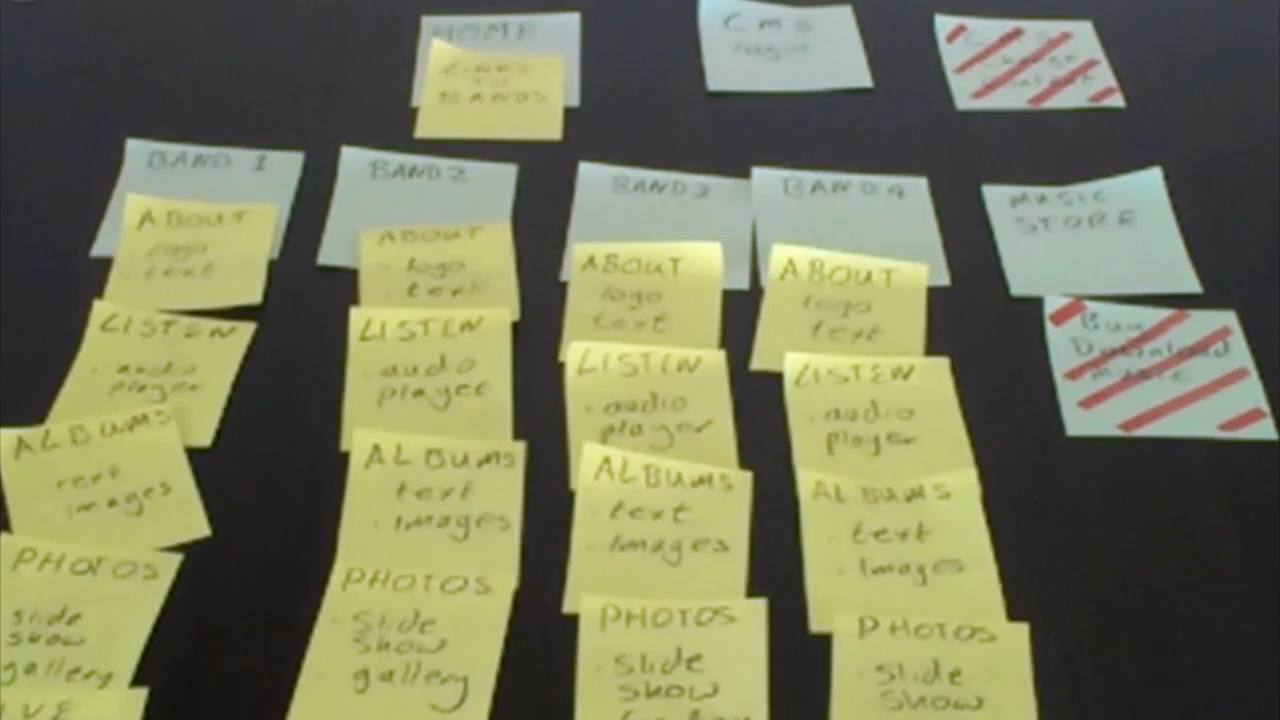 HOME
LINKS
TO
BANDS
CMS
login
BAND 1
ABOUT
logo
text
LISTEN
· audio
player
ALBUMS
text
· images
PHOTOS
slide
show
gallery
BAND 2
ABOUT
· logo
· text
LISTEN
· audio
player
ALBUMS
text
· images
PHOTOS
· slide
show
gallery
BAND 3
ABOUT
logo
text
LISTEN
· audio
player
ALBUMS
· text
· images
PHOTOS
· slide
show
BAND 4
ABOUT
logo
text
LISTEN
· audio
player
ALBUMS
· text
· images
PHOTOS
· slide
show
MUSIC
STORE
Buy
Download
Music